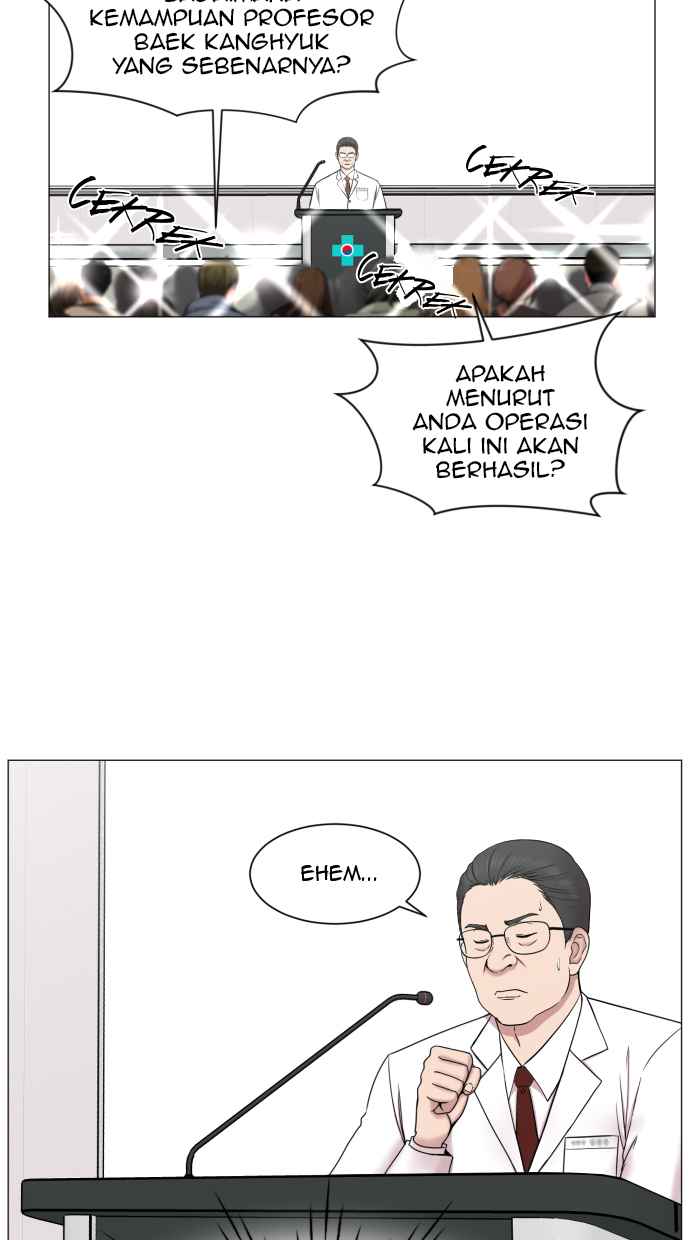 KEMAMPUAN PROFESOR
BAEK KANGHYUK
YANG SEBENARNYA?
CEKREK
CEKREK
CEKREK
APAKAH
MENURUT
ANDA OPERASI
KALI INI AKAN
BERHASIL?
EHEM...